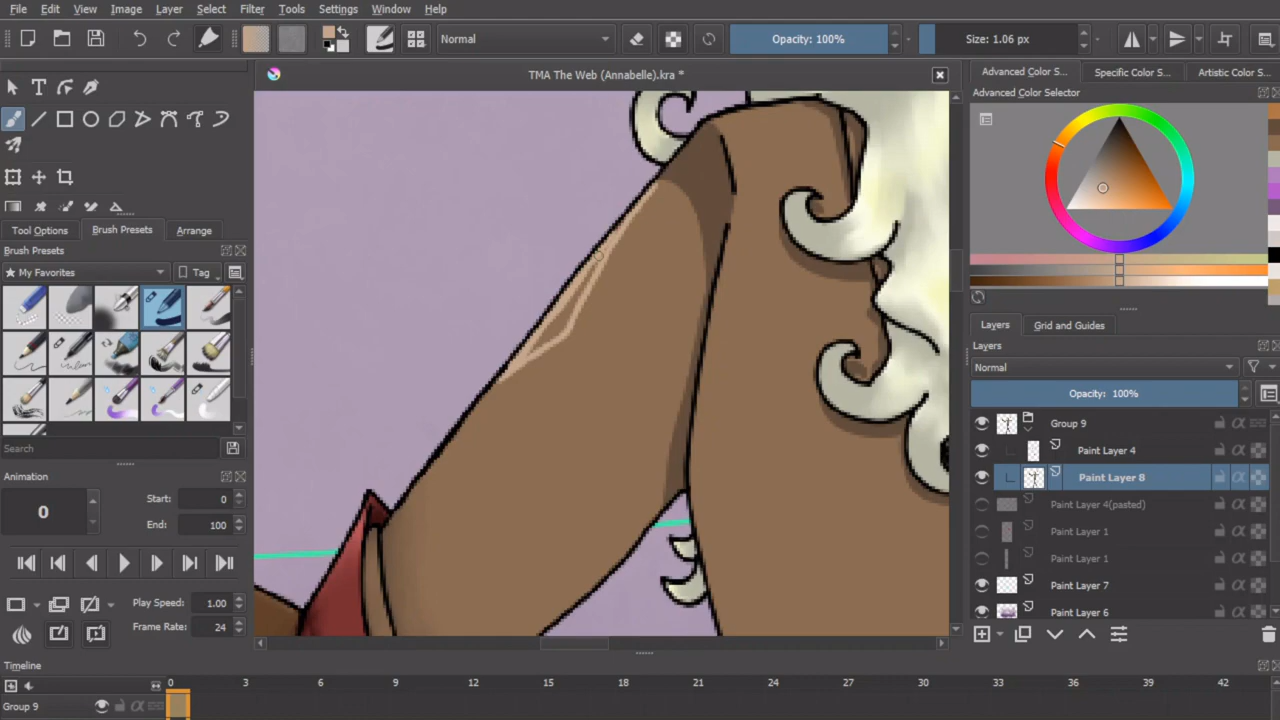 File Edit View Image Layer Select Filter Tools Settings Window Help
Normal
Opacity: 100%
Size: 1.06 px
TMA The Web (Annabelle).kra *
Advanced Color S...
Specific Color S...
Artistic Color S...
Advanced Color Selector
Tool Options
Brush Presets
Arrange
Brush Presets
My Favorites
Tag
Search
Animation
0
Start: 0
End: 100
Play Speed: 1.00
Frame Rate: 24
Layers
Grid and Guides
Layers
Normal
Opacity: 100%
Group 9
Paint Layer 4
Paint Layer 8
Paint Layer 4(pasted)
Paint Layer 1
Paint Layer 1
Paint Layer 7
Paint Layer 6
Timeline
0 3 6 9 12 15 18 21 24 27 30 33 36 39 42
Group 9